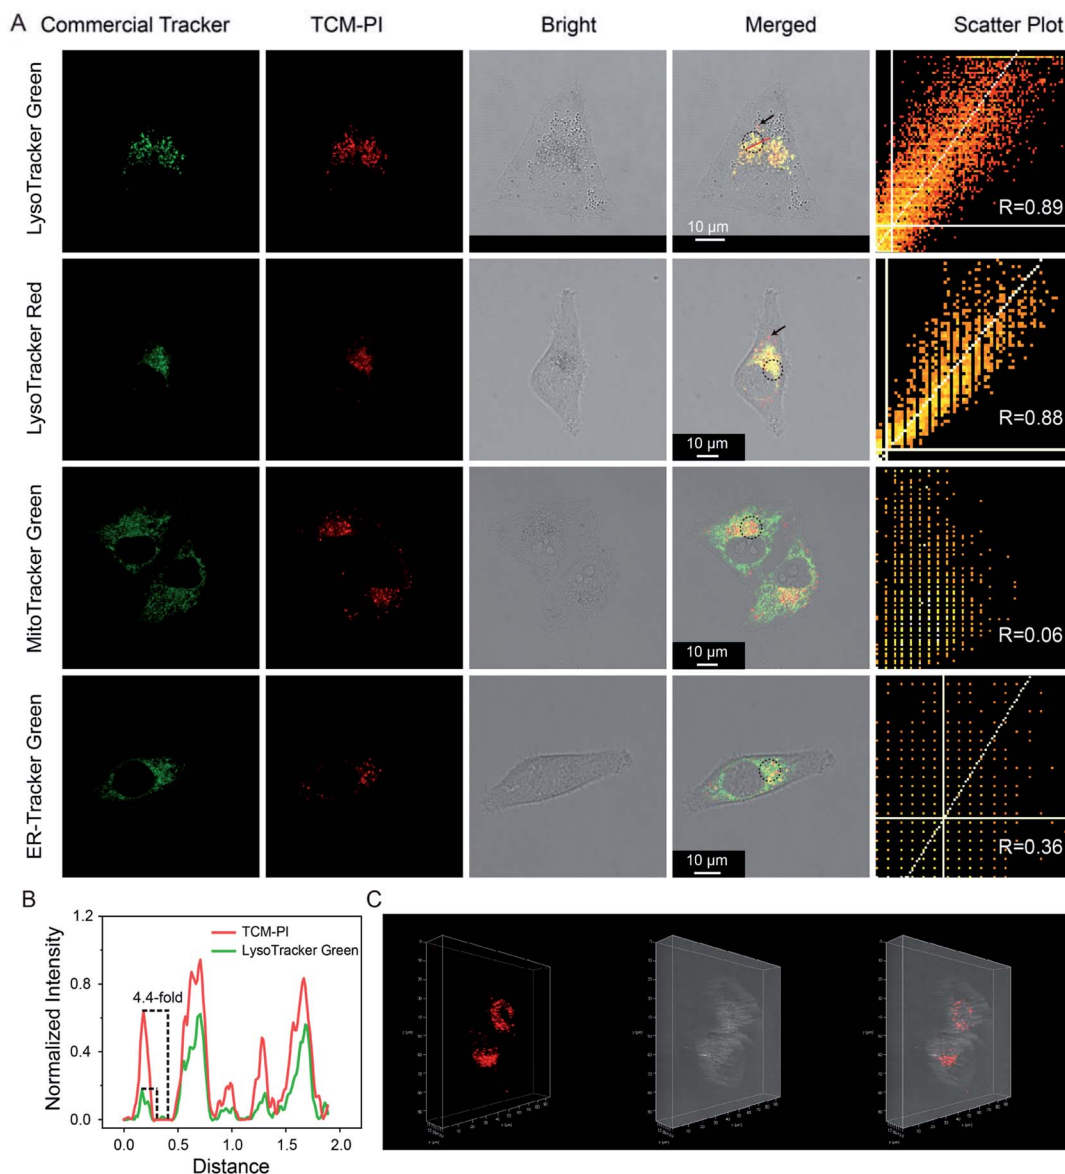 A Commercial Tracker TCM-PI Bright Merged Scatter Plot
LysoTracker Green
10 µm
R=0.89
LysoTracker Red
10 µm
R=0.88
MitoTracker Green
10 µm
R=0.06
ER-Tracker Green
10 µm
R=0.36
B
1.2
0.8
0.4
0.0
Normalized Intensity
TCM-PI
LysoTracker Green
4.4-fold
0.0 0.5 1.0 1.5 2.0
Distance
C